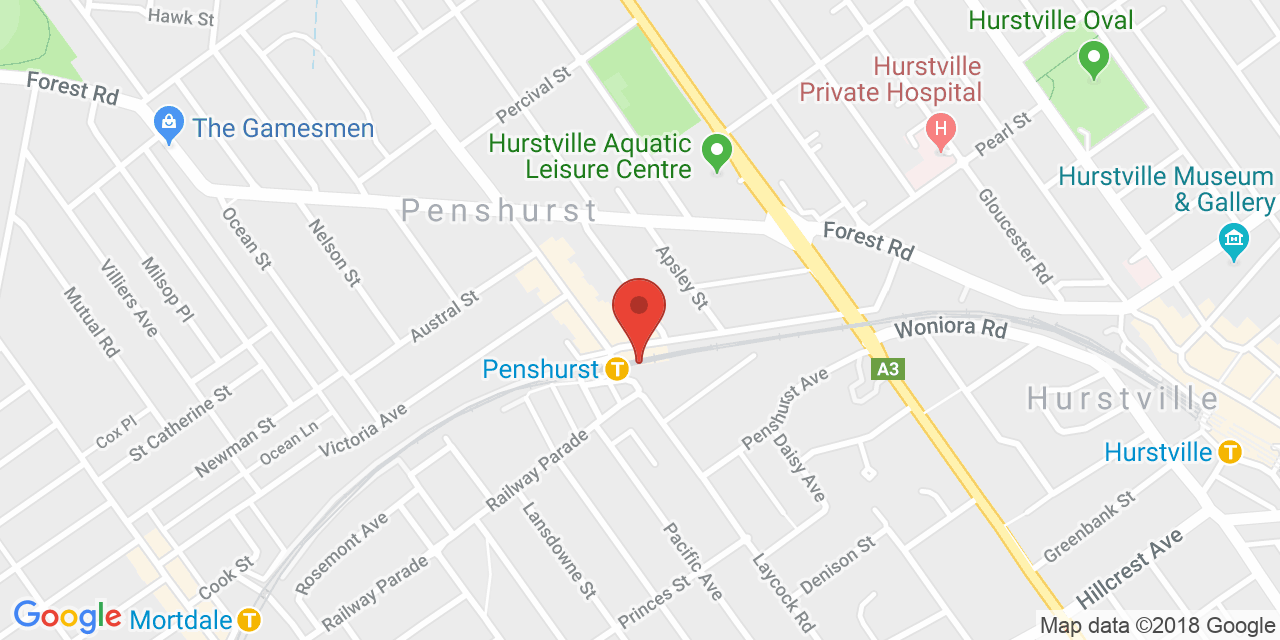 Hawk St
Hurstville Oval
Forest Rd
Percival St
Hurstville
Private Hospital
H
The Gamesmen
Hurstville Aquatic
Leisure Centre
Pearl St
Hurstville Museum
& Gallery
Penshurst
Ocean St
Nelson St
Apsley St
Forest Rd
Gloucester Rd
Milsop Pl
Villiers Ave
Mutual Rd
Austral St
Woniora Rd
Penshurst
T
A3
Hurstville
Cox Pl
St Catherine St
Newman St
Ocean Ln
Victoria Ave
Penshurst Ave
Daisy Ave
Hurstville
T
Railway Parade
Lansdowne St
Rosemont Ave
Railway Parade
Cook St
Mortdale
T
Pacific Ave
Princes St
Laycock Rd
Denison St
Greenbank St
Hillcrest Ave
Google
Map data ©2018 Google